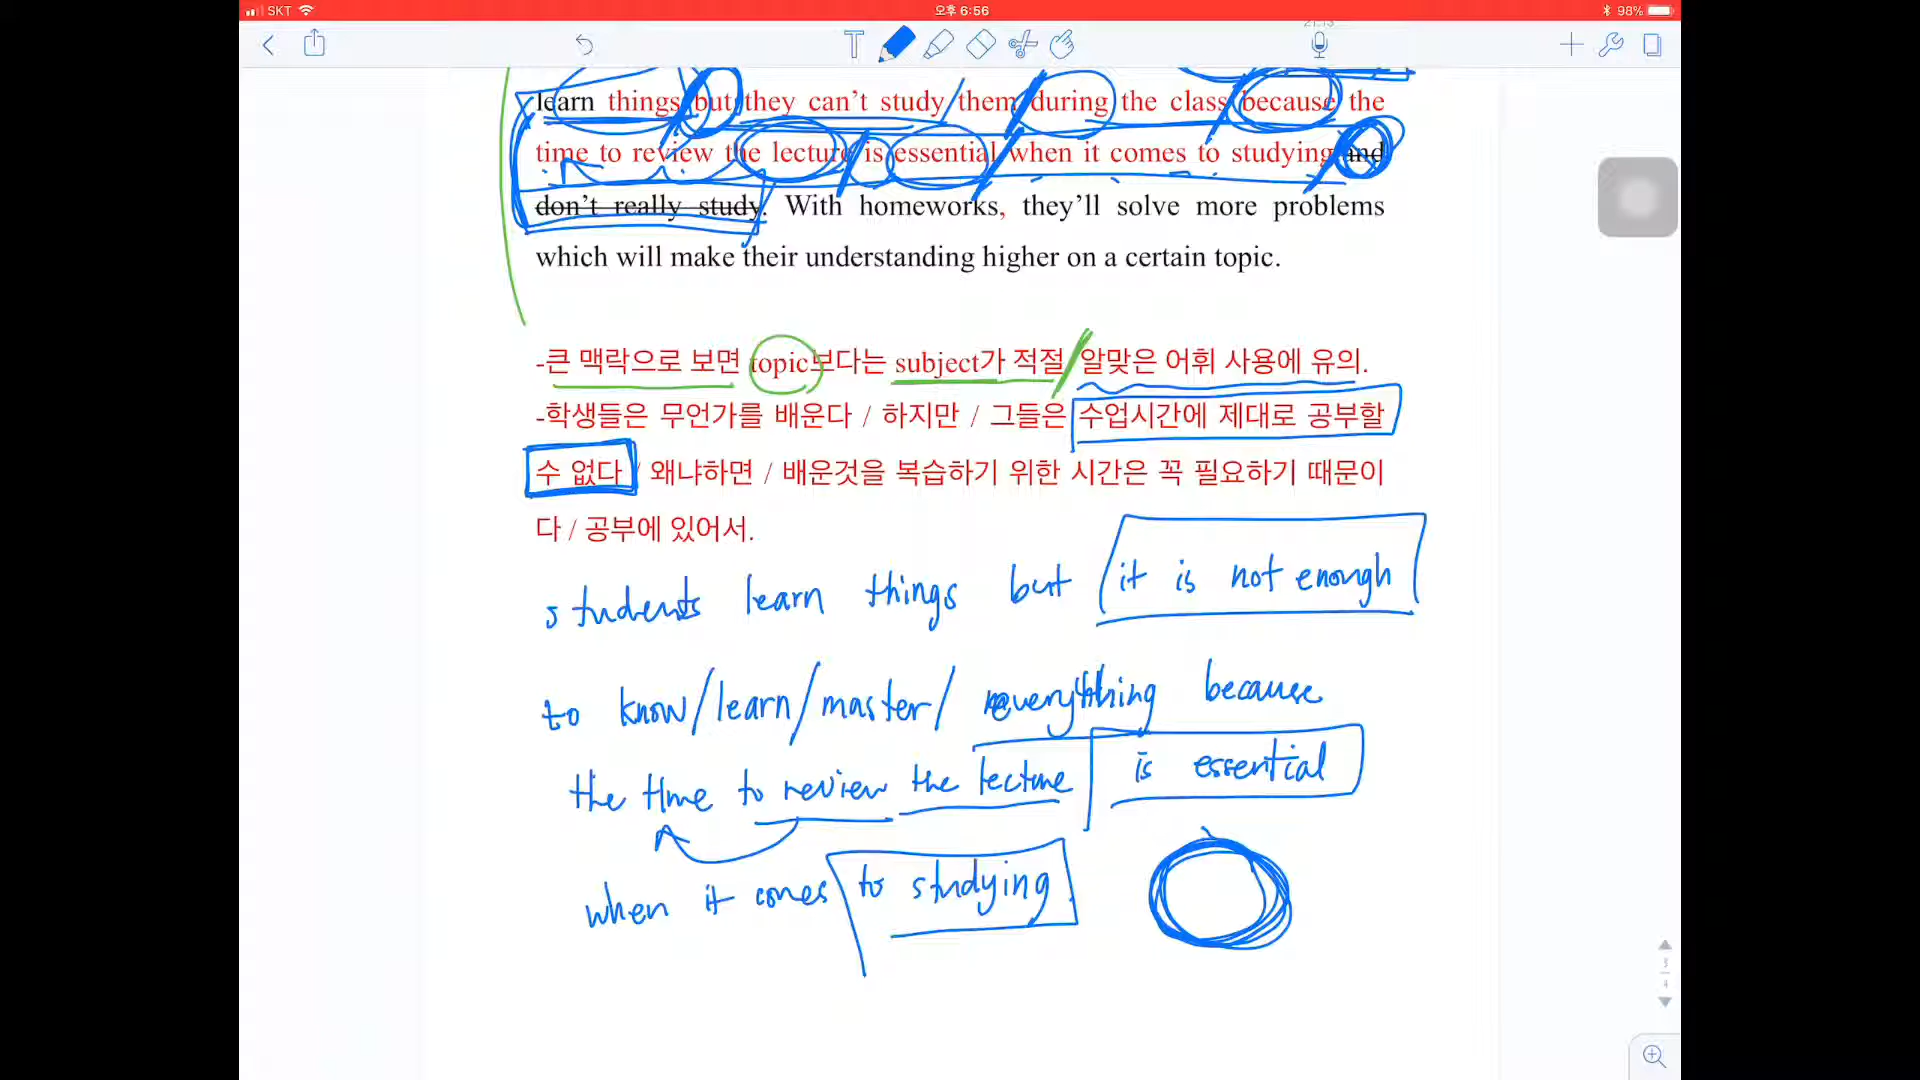 SKT 오후 6:56 98%
learn things but they can't study them during the class because the
time to review the lecture is essential when it comes to studying and
don't really study. With homeworks, they'll solve more problems
which will make their understanding higher on a certain topic.
-큰 맥락으로 보면 topic보다는 subject가 적절 알맞은 어휘 사용에 유의.
-학생들은 무언가를 배운다 / 하지만 / 그들은 수업시간에 제대로 공부할
수 없다 / 왜냐하면 / 배운것을 복습하기 위한 시간은 꼭 필요하기 때문이
다 / 공부에 있어서.
students learn things but it is not enough
to know/learn/master/ everything because
the time to review the lecture is essential
when it comes to studying.